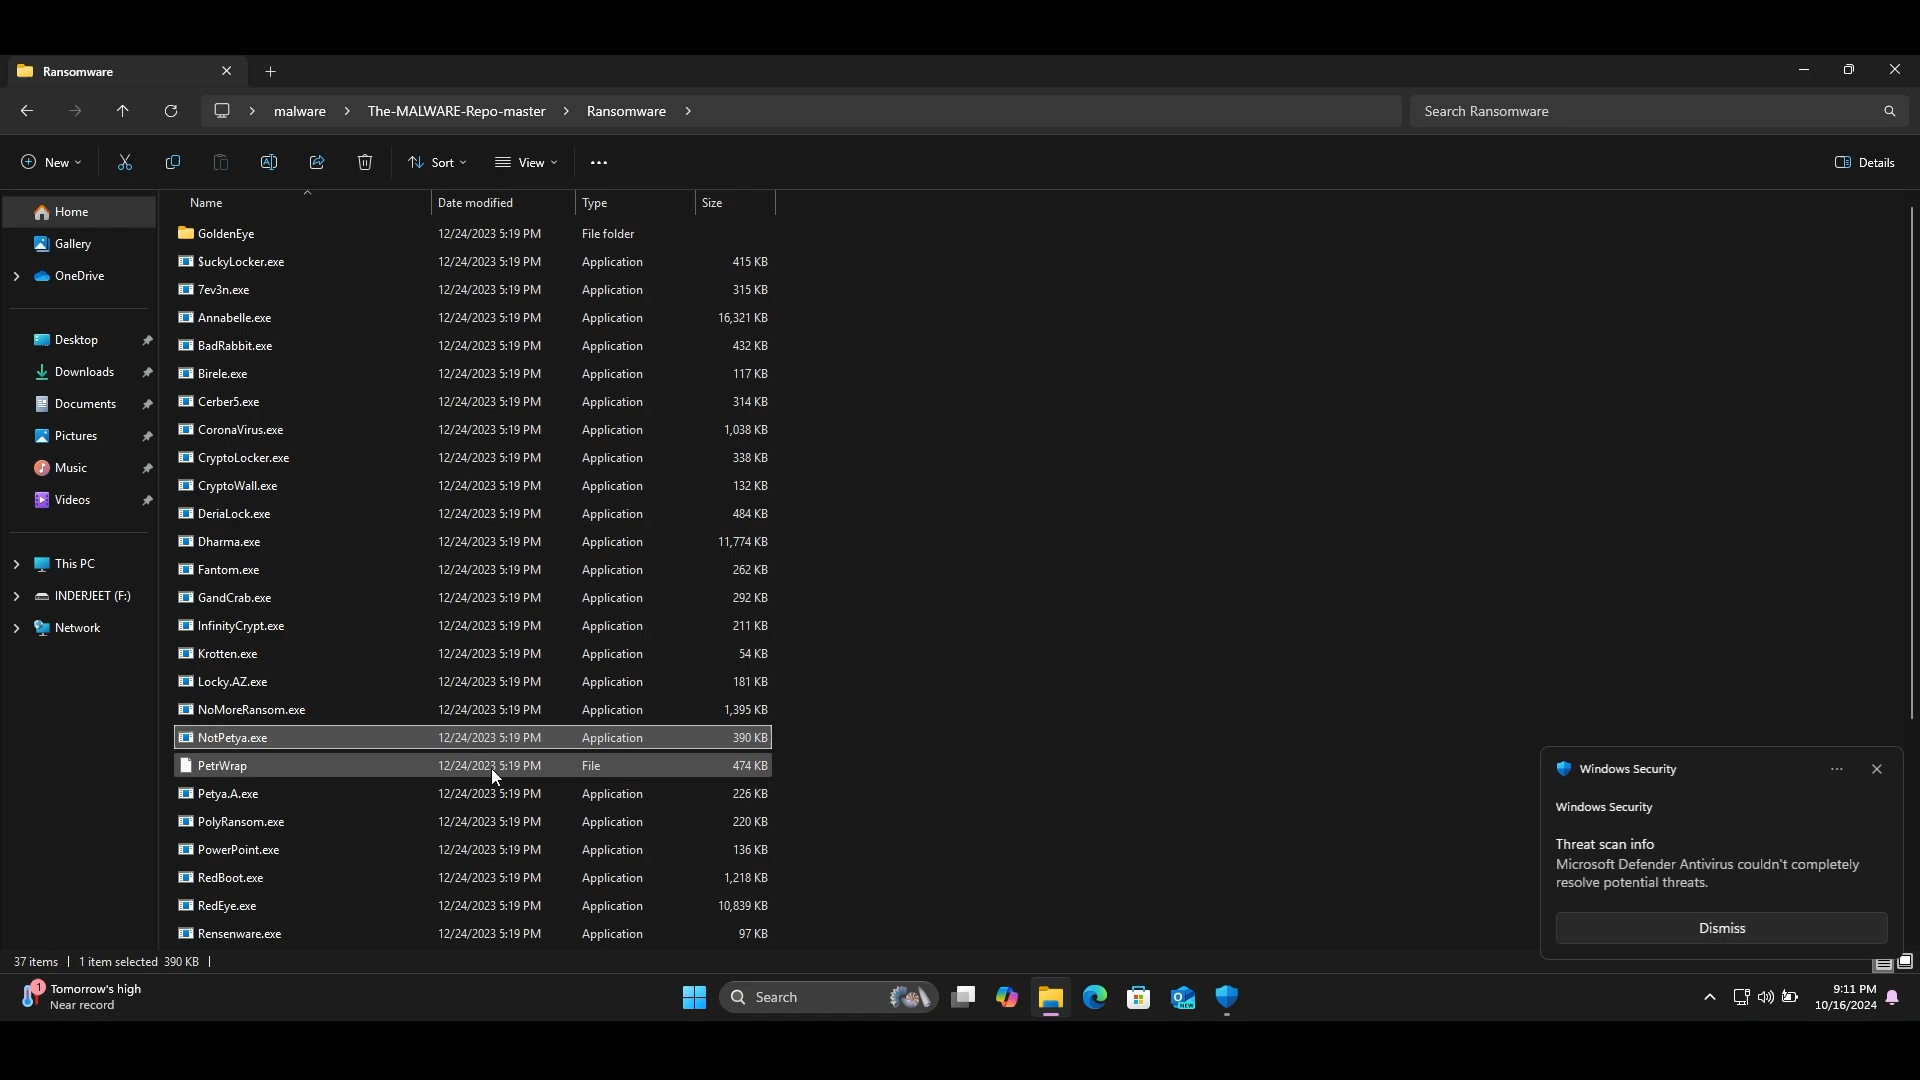 Ransomware
malware > The-MALWARE-Repo-master > Ransomware >
Search Ransomware
New
Sort
View
Details
Name Date modified Type Size
Home
Gallery
OneDrive
Desktop
Downloads
Documents
Pictures
Music
Videos
This PC
INDERJEET (F:)
Network
GoldenEye 12/24/2023 5:19 PM File folder
$uckyLocker.exe 12/24/2023 5:19 PM Application 415 KB
7ev3n.exe 12/24/2023 5:19 PM Application 315 KB
Annabelle.exe 12/24/2023 5:19 PM Application 16,321 KB
BadRabbit.exe 12/24/2023 5:19 PM Application 432 KB
Birele.exe 12/24/2023 5:19 PM Application 117 KB
Cerber5.exe 12/24/2023 5:19 PM Application 314 KB
CoronaVirus.exe 12/24/2023 5:19 PM Application 1,038 KB
CryptoLocker.exe 12/24/2023 5:19 PM Application 338 KB
CryptoWall.exe 12/24/2023 5:19 PM Application 132 KB
DeriaLock.exe 12/24/2023 5:19 PM Application 484 KB
Dharma.exe 12/24/2023 5:19 PM Application 11,774 KB
Fantom.exe 12/24/2023 5:19 PM Application 262 KB
GandCrab.exe 12/24/2023 5:19 PM Application 292 KB
InfinityCrypt.exe 12/24/2023 5:19 PM Application 211 KB
Krotten.exe 12/24/2023 5:19 PM Application 54 KB
Locky.AZ.exe 12/24/2023 5:19 PM Application 181 KB
NoMoreRansom.exe 12/24/2023 5:19 PM Application 1,395 KB
NotPetya.exe 12/24/2023 5:19 PM Application 390 KB
PetrWrap 12/24/2023 5:19 PM File 474 KB
Petya.A.exe 12/24/2023 5:19 PM Application 226 KB
PolyRansom.exe 12/24/2023 5:19 PM Application 220 KB
PowerPoint.exe 12/24/2023 5:19 PM Application 136 KB
RedBoot.exe 12/24/2023 5:19 PM Application 1,218 KB
RedEye.exe 12/24/2023 5:19 PM Application 10,839 KB
Rensenware.exe 12/24/2023 5:19 PM Application 97 KB
Windows Security
Windows Security
Threat scan info
Microsoft Defender Antivirus couldn't completely
resolve potential threats.
Dismiss
37 items | 1 item selected 390 KB |
1
Tomorrow's high
Near record
Search
NEW
9:11 PM
10/16/2024